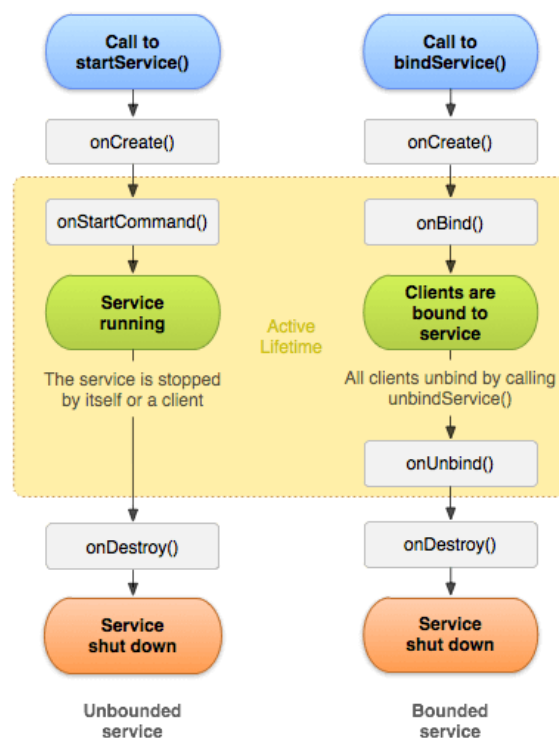 Call to
startService()
onCreate()
onStartCommand()
Service
running
The service is stopped
by itself or a client
onDestroy()
Service
shut down
Unbounded
service
Active
Lifetime
Call to
bindService()
onCreate()
onBind()
Clients are
bound to
service
All clients unbind by calling
unbindService()
onUnbind()
onDestroy()
Service
shut down
Bounded
service